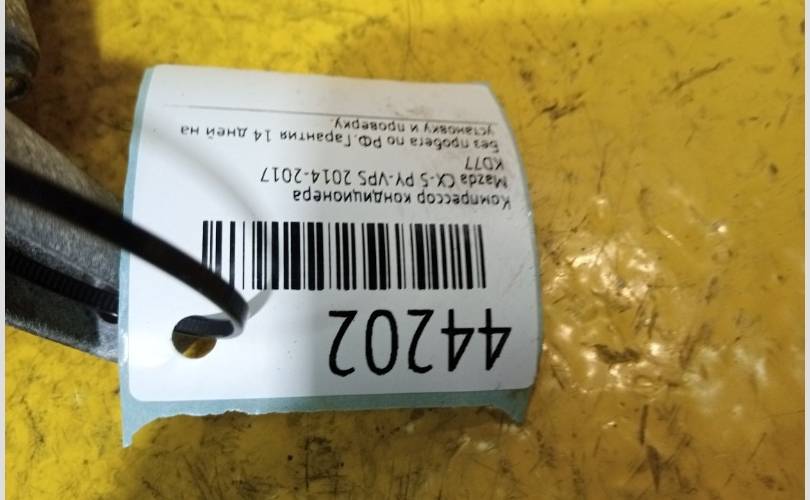 44202
Компрессор кондиционера
Mazda CX-5 PY-VPS 2014-2017
KD77
Без пробега по РФ.Гарантия 14 дней на
установку и проверку.